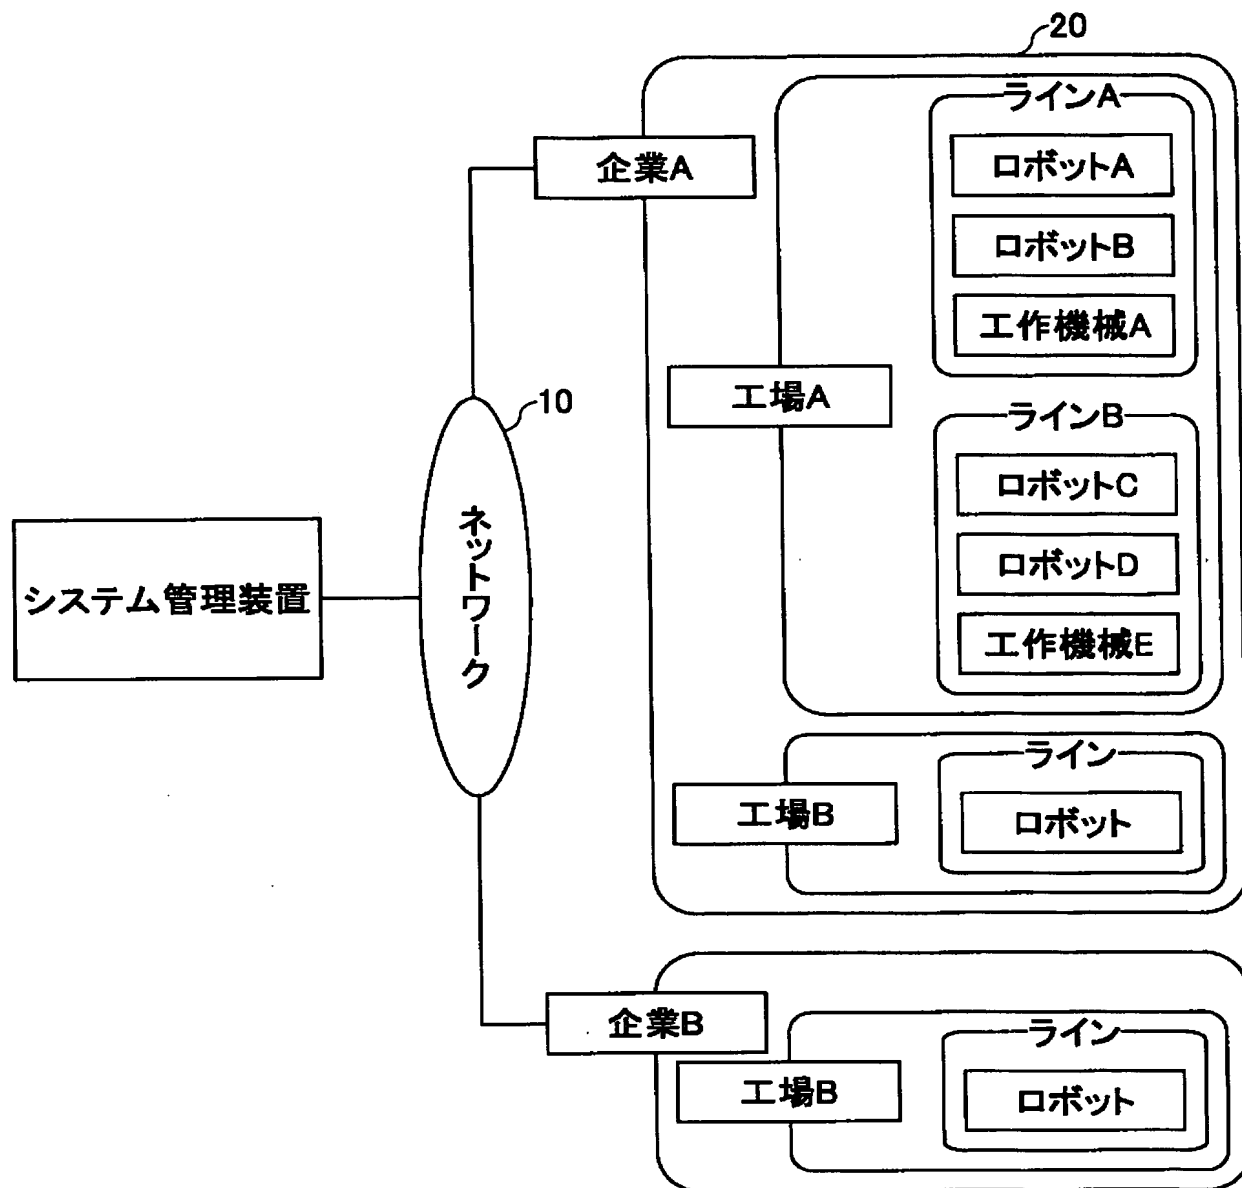 20
ラインA
企業A
ロボットA
ロボットB
工作機械A
工場A
10
ラインB
ロボットC
ネットワーク
ロボットD
システム管理装置
工作機械E
ライン
工場B
ロボット
企業B
ライン
工場B
ロボット